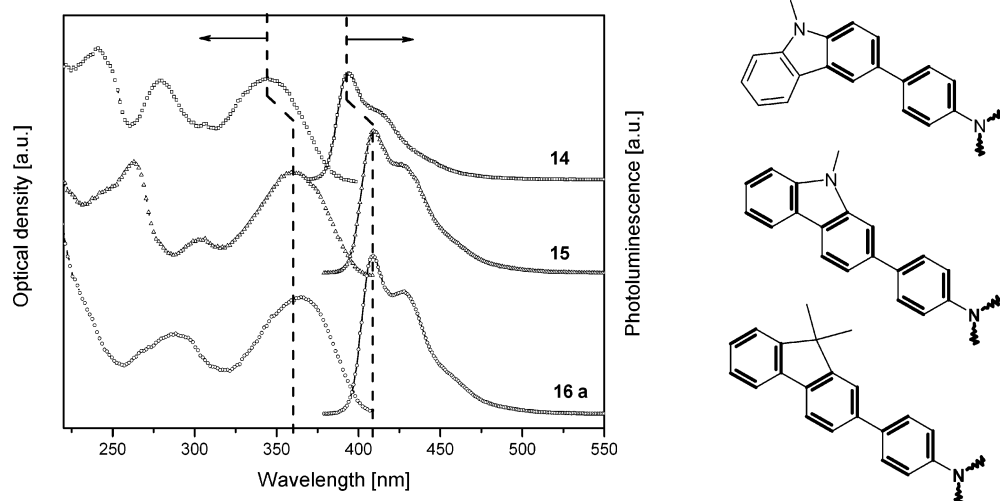 Optical density [a.u.]
14
15
16 a
250 300 350 400 450 500 550
Wavelength [nm]
Photoluminescence [a.u.]
N
N
N
N
N